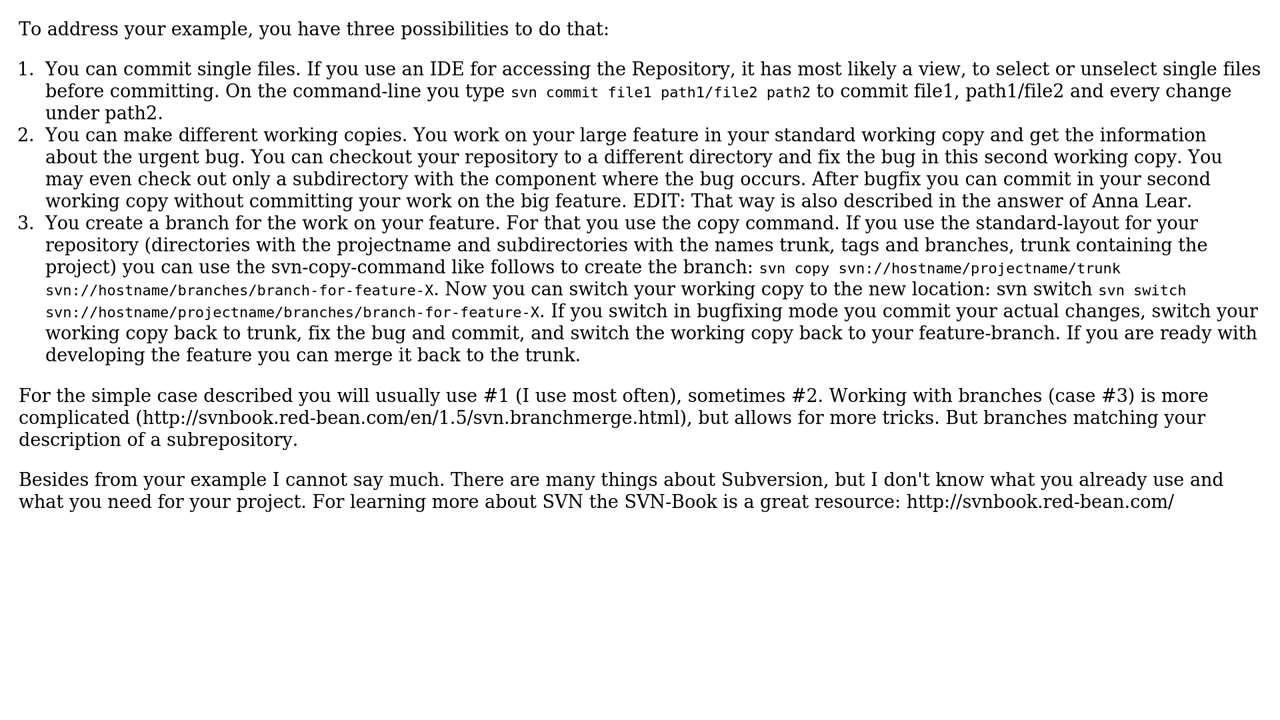 To address your example, you have three possibilities to do that:
1. You can commit single files. If you use an IDE for accessing the Repository, it has most likely a view, to select or unselect single files
before committing. On the command-line you type svn commit file1 path1/file2 path2 to commit file1, path1/file2 and every change
under path2.
2. You can make different working copies. You work on your large feature in your standard working copy and get the information
about the urgent bug. You can checkout your repository to a different directory and fix the bug in this second working copy. You
may even check out only a subdirectory with the component where the bug occurs. After bugfix you can commit in your second
working copy without committing your work on the big feature. EDIT: That way is also described in the answer of Anna Lear.
3. You create a branch for the work on your feature. For that you use the copy command. If you use the standard-layout for your
repository (directories with the projectname and subdirectories with the names trunk, tags and branches, trunk containing the
project) you can use the svn-copy-command like follows to create the branch: svn copy svn://hostname/projectname/trunk
svn://hostname/branches/branch-for-feature-X. Now you can switch your working copy to the new location: svn switch svn switch
svn://hostname/projectname/branches/branch-for-feature-X. If you switch in bugfixing mode you commit your actual changes, switch your
working copy back to trunk, fix the bug and commit, and switch the working copy back to your feature-branch. If you are ready with
developing the feature you can merge it back to the trunk.
For the simple case described you will usually use #1 (I use most often), sometimes #2. Working with branches (case #3) is more
complicated (http://svnbook.red-bean.com/en/1.5/svn.branchmerge.html), but allows for more tricks. But branches matching your
description of a subrepository.
Besides from your example I cannot say much. There are many things about Subversion, but I don't know what you already use and
what you need for your project. For learning more about SVN the SVN-Book is a great resource: http://svnbook.red-bean.com/